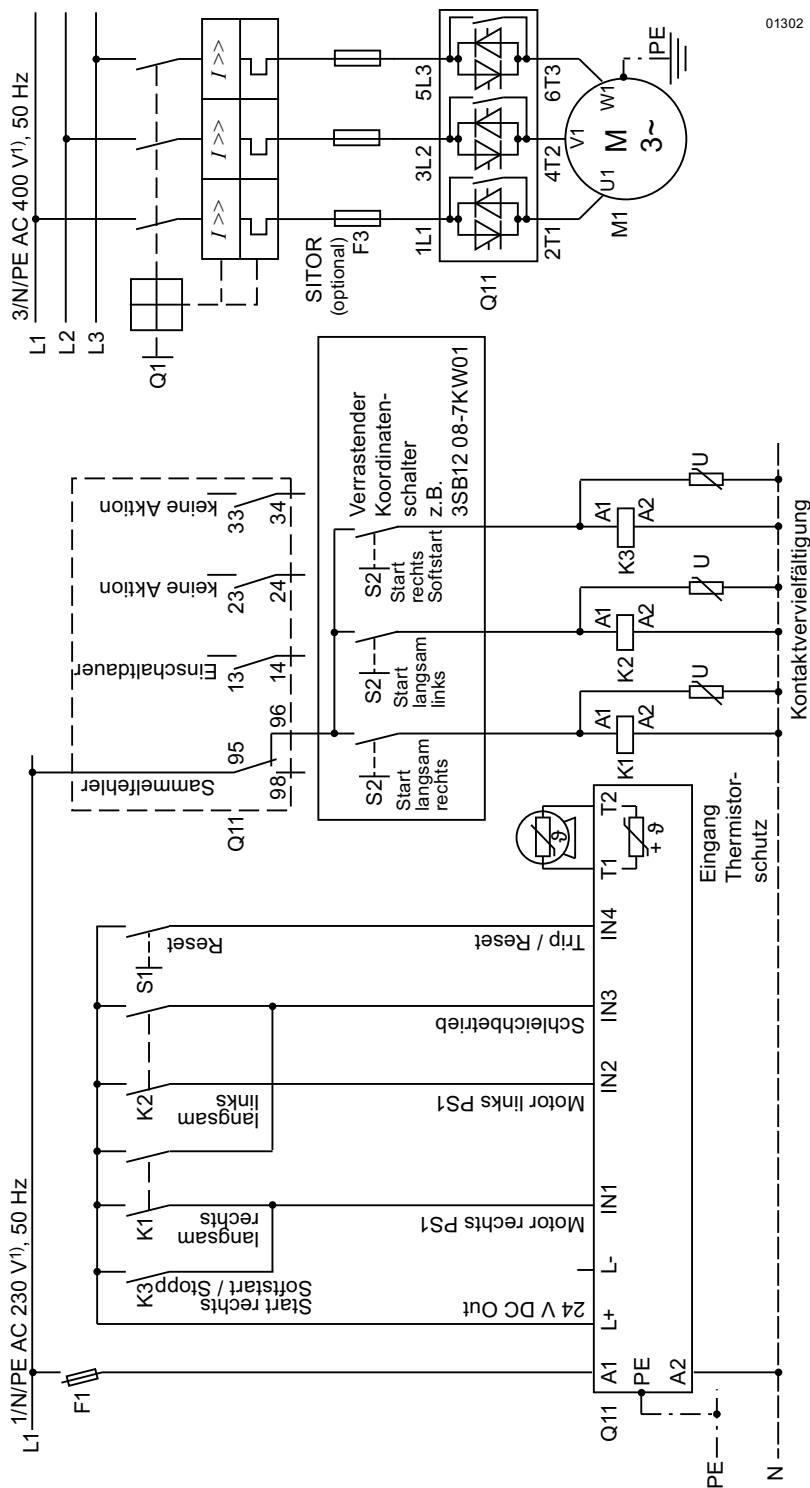 01302
3/N/PE AC 400 V1), 50 Hz
L1
L2
L3
Q1
I >>
I >>
I >>
SITOR
(optional)
F3
1L1
3L2
5L3
Q11
2T1
4T2
6T3
U1
V1
W1
M
3~
M1
PE
1/N/PE AC 230 V1), 50 Hz
L1
F1
Q11
Sammelfehler
95
96
98
Einschaltdauer
13
14
keine Aktion
23
24
keine Aktion
33
34
Verrastender
Koordinaten-
schalter
z.B.
3SB12 08-7KW01
S2
Start
langsam
rechts
S2
Start
langsam
links
S2
Start
rechts
Softstart
K3
Start rechts
Softstart / Stopp
K1
langsam
rechts
K2
langsam
links
S1
Reset
24 V DC Out
Motor rechts PS1
Motor links PS1
Schleichbetrieb
Trip / Reset
Q11
A1
L+
L-
IN1
IN2
IN3
IN4
T1
T2
PE
A2
ϑ
+ ϑ
Eingang
Thermistor-
schutz
K1
A1
A2
U
K2
A1
A2
U
K3
A1
A2
U
PE
N
Kontaktvervielfältigung